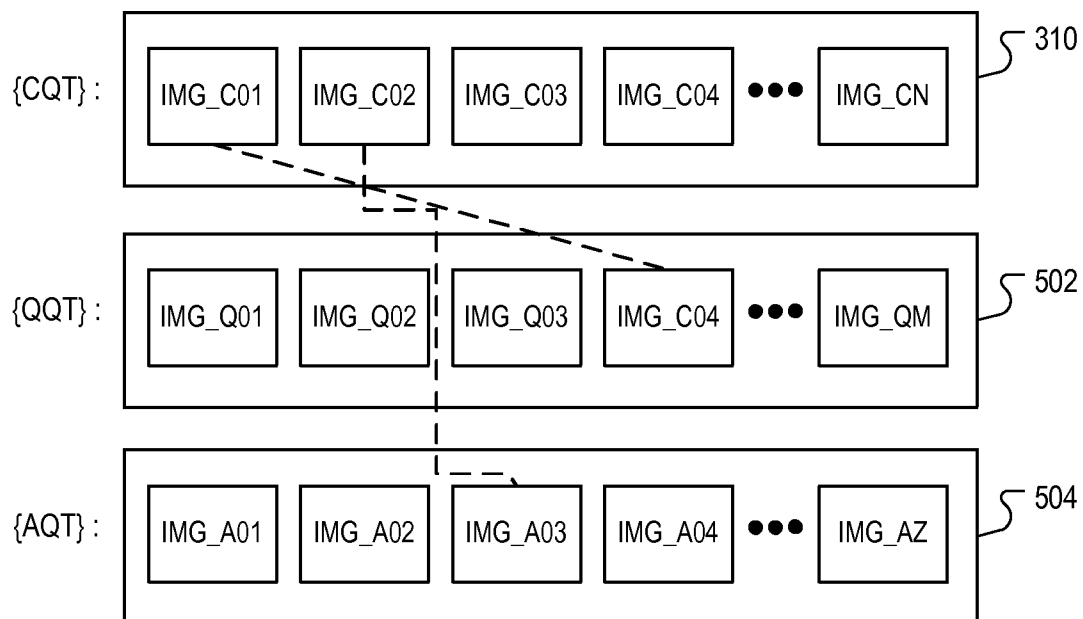 310
{CQT} : IMG_C01 IMG_C02 IMG_C03 IMG_C04 ●●● IMG_CN
502
{QQT} : IMG_Q01 IMG_Q02 IMG_Q03 IMG_C04 ●●● IMG_QM
504
{AQT} : IMG_A01 IMG_A02 IMG_A03 IMG_A04 ●●● IMG_AZ